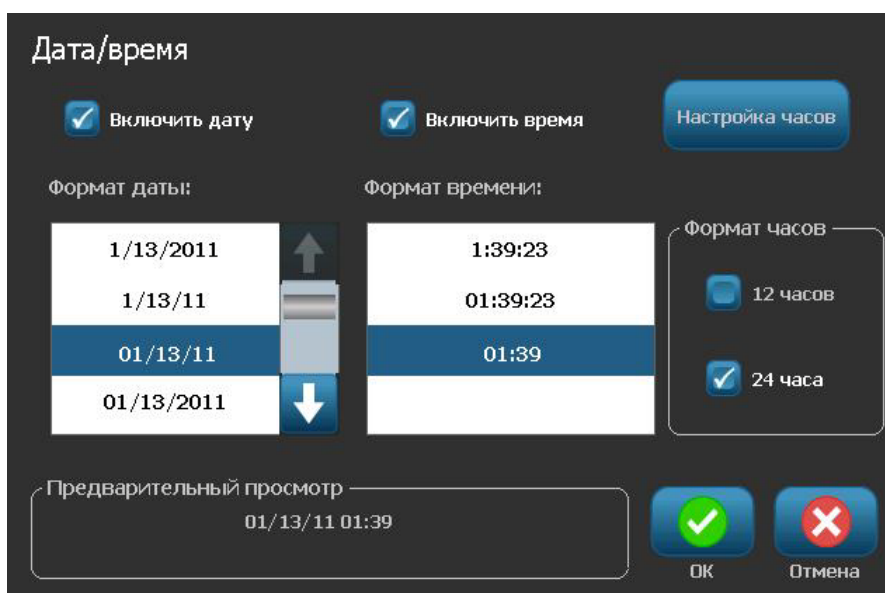 Дата/время
Включить дату
Включить время
Настройка часов
Формат даты:
Формат времени:
1/13/2011
1/13/11
01/13/11
01/13/2011
1:39:23
01:39:23
01:39
Формат часов
12 часов
24 часа
Предварительный просмотр
01/13/11 01:39
ОК
Отмена